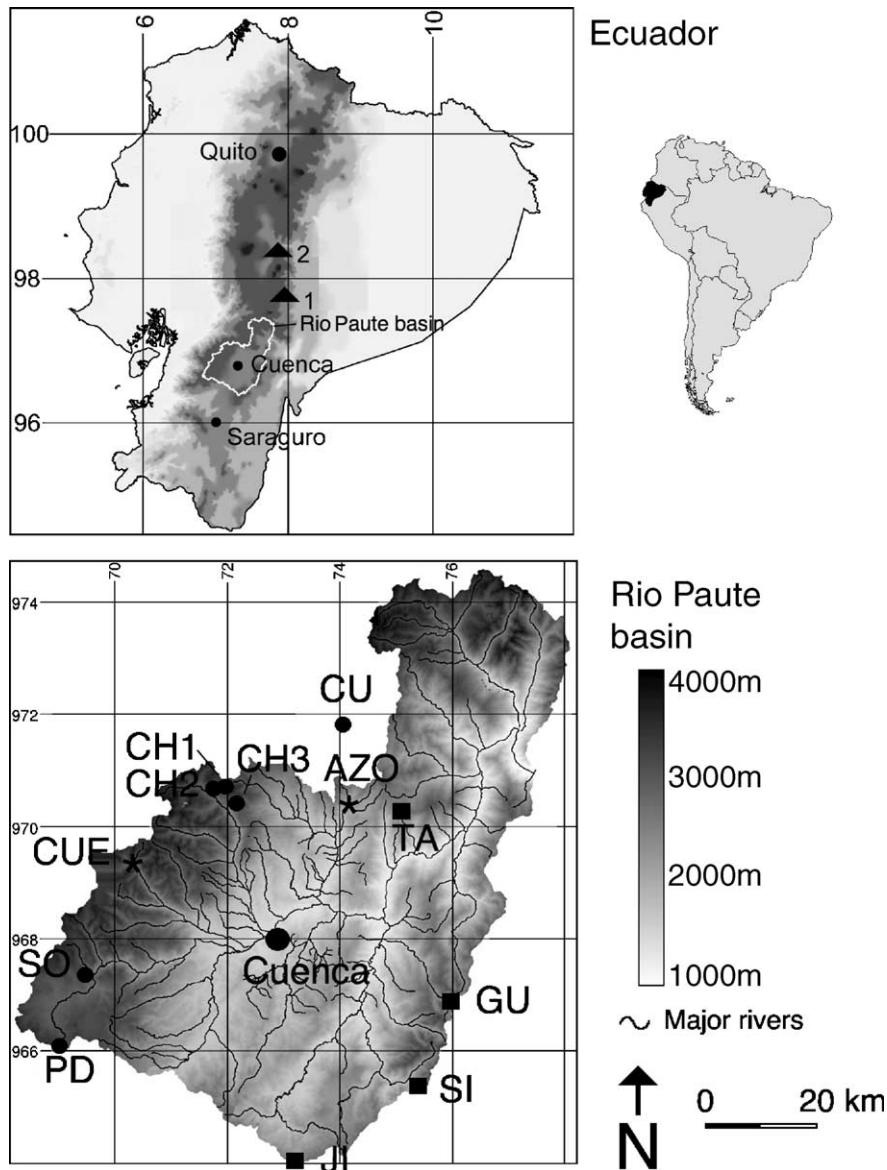 6
8
10
Ecuador
100
Quito
2
98
1
Rio Paute basin
Cuenca
96
Saraguro
70
72
74
76
974
Rio Paute
basin
4000m
CU
972
CH1
CH3
CH2
AZO
3000m
970
TA
CUE
2000m
968
SO
Cuenca
1000m
GU
Major rivers
966
PD
SI
0
20 km
N